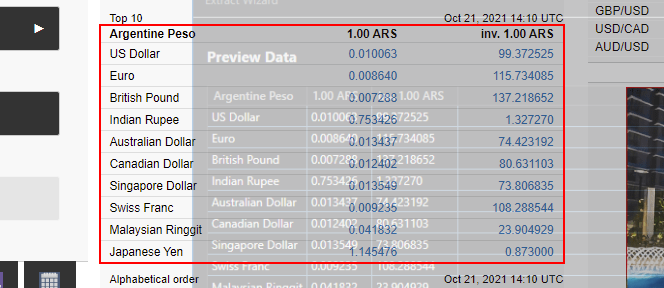 Extract Wizard
Top 10 Oct 21, 2021 14:10 UTC
Argentine Peso 1.00 ARS inv. 1.00 ARS
US Dollar 0.010063 99.372525
Euro 0.008640 115.734085
British Pound 0.007288 137.218652
Indian Rupee 0.753426 1.327270
Australian Dollar 0.013437 74.423192
Canadian Dollar 0.012402 80.631103
Singapore Dollar 0.013549 73.806835
Swiss Franc 0.009235 108.288544
Malaysian Ringgit 0.041832 23.904929
Japanese Yen 1.145476 0.873000
Alphabetical order Oct 21, 2021 14:10 UTC
Preview Data
Argentine Peso 1.00 ARS 1.00 ARS
US Dollar 0.010063 99.372525
Euro 0.008640 115.734085
British Pound 0.007288 137.218652
Indian Rupee 0.753426 1.327270
Australian Dollar 0.013437 74.423192
Canadian Dollar 0.012402 80.631103
Singapore Dollar 0.013549 73.806835
Swiss Franc 0.009235 108.288544
Malaysian Ringgit 0.041832 23.904929
GBP/USD
USD/CAD
AUD/USD